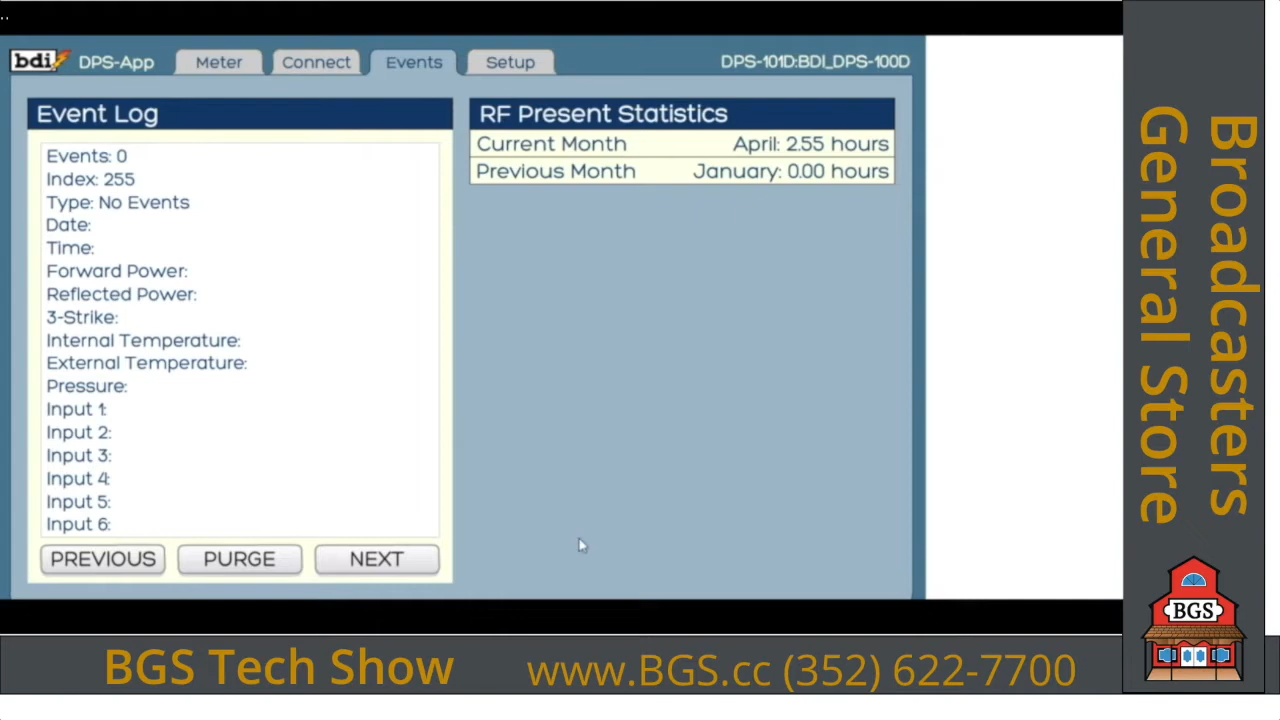 bdi DPS-App Meter Connect Events Setup DPS-101D:BDI_DPS-100D
Event Log
Events: 0
Index: 255
Type: No Events
Date:
Time:
Forward Power:
Reflected Power:
3-Strike:
Internal Temperature:
External Temperature:
Pressure:
Input 1:
Input 2:
Input 3:
Input 4:
Input 5:
Input 6:
PREVIOUS PURGE NEXT
RF Present Statistics
Current Month April: 2.55 hours
Previous Month January: 0.00 hours
Broadcasters
General Store
BGS
BGS Tech Show www.BGS.cc (352) 622-7700